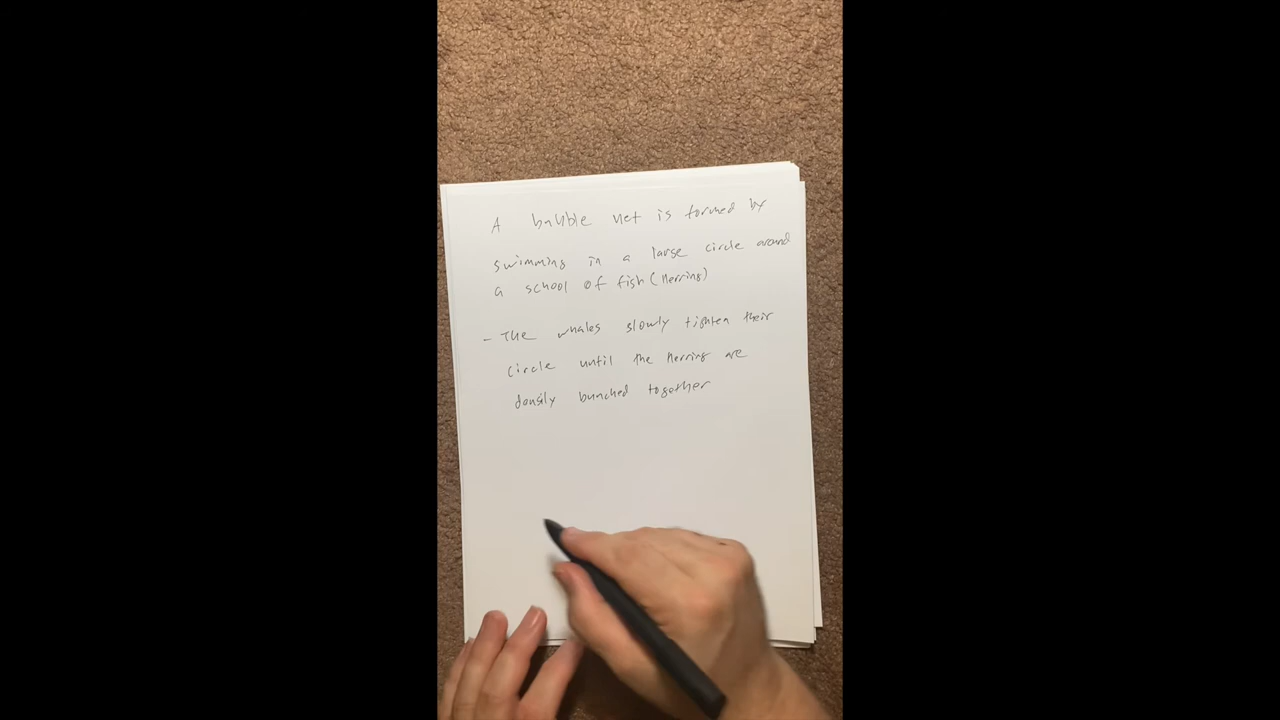 A bubble net is formed by
swimming in a large circle around
a school of fish (Herring)
- The whales slowly tighten their
circle until the herring are
densily bunched together